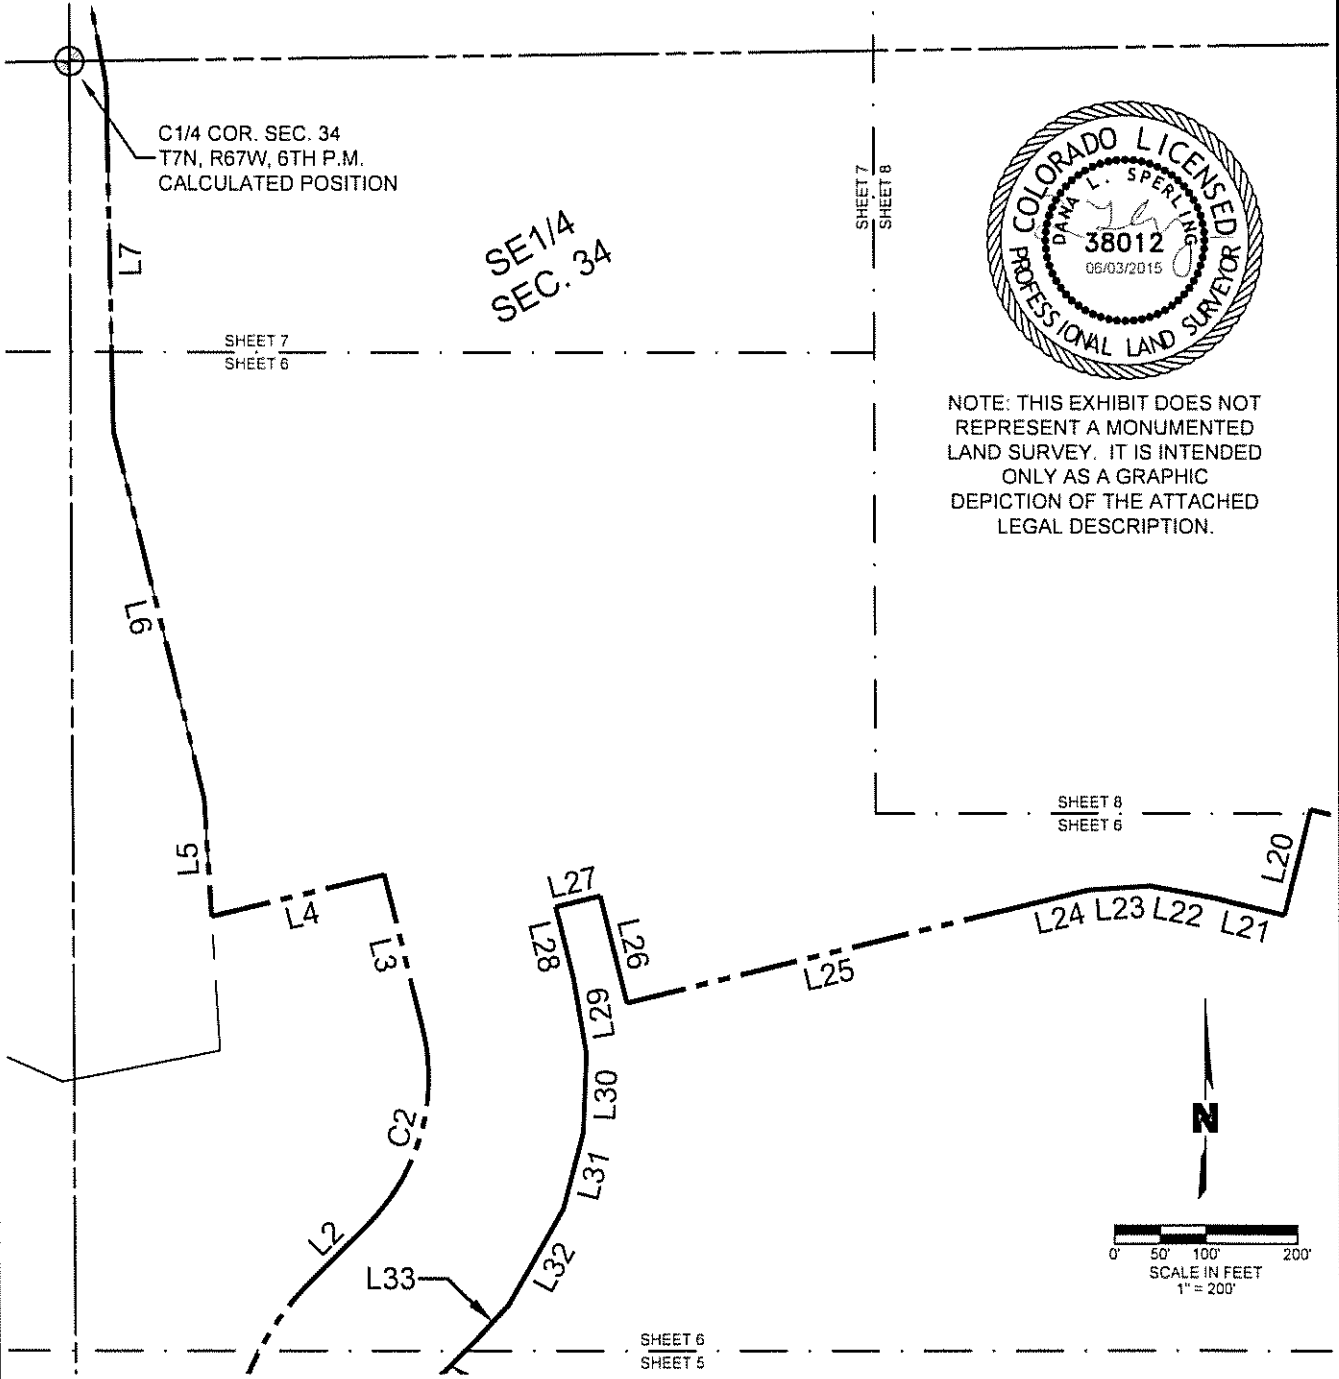 C1/4 COR. SEC. 34
T7N, R67W, 6TH P.M.
CALCULATED POSITION
L7
SE1/4
SEC. 34
SHEET 7
SHEET 8
COLORADO LICENSED
PROFESSIONAL LAND SURVEYOR
DANA L. SPERLING
38012
06/03/2015
SHEET 7
SHEET 6
NOTE: THIS EXHIBIT DOES NOT
REPRESENT A MONUMENTED
LAND SURVEY. IT IS INTENDED
ONLY AS A GRAPHIC
DEPICTION OF THE ATTACHED
LEGAL DESCRIPTION.
L6
SHEET 8
SHEET 6
L5
L4
L3
L27
L28
L26
L25
L24
L23
L22
L21
L20
L29
L30
C2
L31
L2
L32
L33
N
0'
50'
100'
200'
SCALE IN FEET
1" = 200'
SHEET 6
SHEET 5